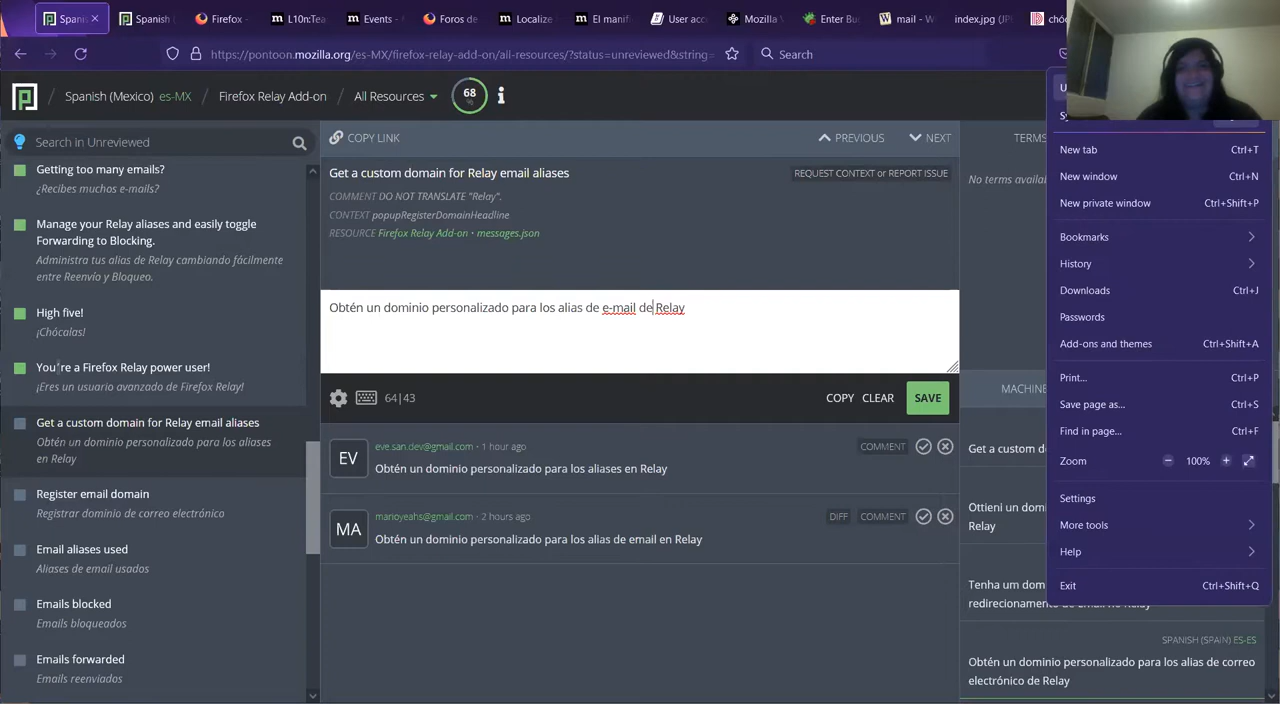 Spani
Spanish (
Firefox -
L10n:Tea
Events -
Foros de
Localize
El manif
User acc
Mozilla
Enter Bu
mail - W
index.jpg (JP
chóc
https://pontoon.mozilla.org/es-MX/firefox-relay-add-on/all-resources/?status=unreviewed&string=
Search
/ Spanish (Mexico) es-MX / Firefox Relay Add-on / All Resources
68
%
Search in Unreviewed
Getting too many emails?
¿Recibes muchos e-mails?
Manage your Relay aliases and easily toggle
Forwarding to Blocking.
Administra tus alias de Relay cambiando fácilmente
entre Reenvío y Bloqueo.
High five!
¡Chócalas!
You're a Firefox Relay power user!
¡Eres un usuario avanzado de Firefox Relay!
Get a custom domain for Relay email aliases
Obtén un dominio personalizado para los aliases
en Relay
Register email domain
Registrar dominio de correo electrónico
Email aliases used
Aliases de email usados
Emails blocked
Emails bloqueados
Emails forwarded
Emails reenviados
COPY LINK
PREVIOUS
NEXT
Get a custom domain for Relay email aliases
REQUEST CONTEXT or REPORT ISSUE
COMMENT DO NOT TRANSLATE "Relay".
CONTEXT popupRegisterDomainHeadline
RESOURCE Firefox Relay Add-on • messages.json
Obtén un dominio personalizado para los alias de e-mail de Relay
64|43
COPY
CLEAR
SAVE
EV
eve.san.dev@gmail.com • 1 hour ago
COMMENT
Obtén un dominio personalizado para los aliases en Relay
MA
marioyeahs@gmail.com • 2 hours ago
DIFF
COMMENT
Obtén un dominio personalizado para los alias de email en Relay
TERMS
No terms availa
MACHINE
Get a custom d
Ottieni un dom
Relay
Tenha um dom
redirecionamento de email no Relay
SPANISH (SPAIN) ES-ES
Obtén un dominio personalizado para los alias de correo
electrónico de Relay
New tab Ctrl+T
New window Ctrl+N
New private window Ctrl+Shift+P
Bookmarks
History
Downloads Ctrl+J
Passwords
Add-ons and themes Ctrl+Shift+A
Print... Ctrl+P
Save page as... Ctrl+S
Find in page... Ctrl+F
Zoom 100%
Settings
More tools
Help
Exit Ctrl+Shift+Q